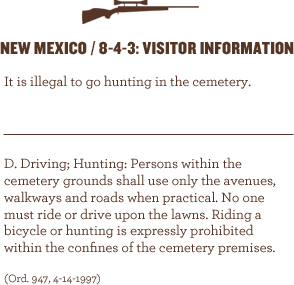 NEW MEXICO / 8-4-3: VISITOR INFORMATION
It is illegal to go hunting in the cemetery.
D. Driving; Hunting: Persons within the
cemetery grounds shall use only the avenues,
walkways and roads when practical. No one
must ride or drive upon the lawns. Riding a
bicycle or hunting is expressly prohibited
within the confines of the cemetery premises.
(Ord. 947, 4-14-1997)